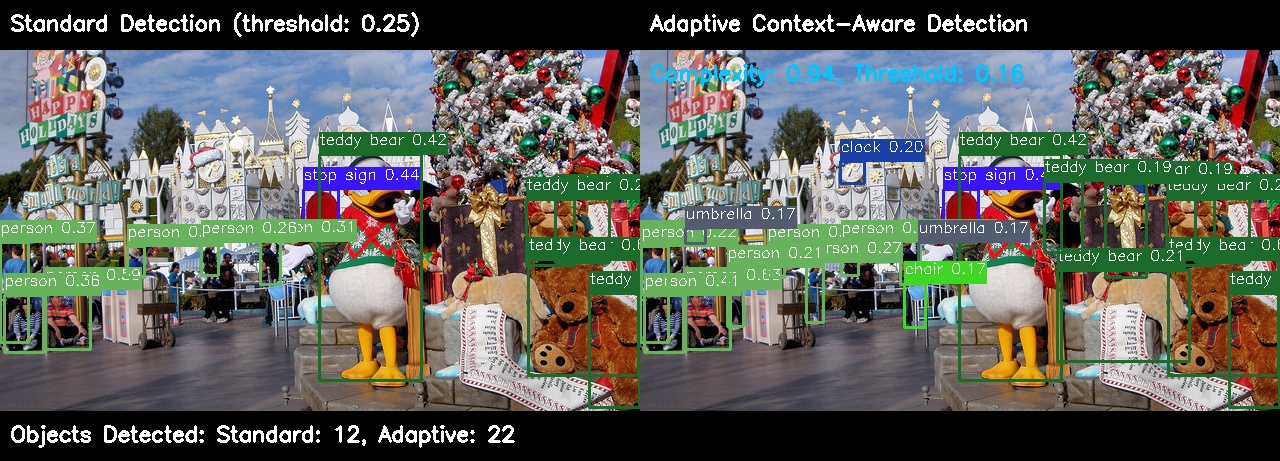 Standard Detection (threshold: 0.25)
Adaptive Context-Aware Detection
Complexity: 0.94, Threshold: 0.16
HAPPY
HOLIDAYS
it's a
small world
teddy bear 0.42
stop sign 0.44
teddy bear 0.2
person 0.37
person 0.
person 0.26
0.31
teddy bear 0.6
person 0.36
0.59
teddy
HAPPY
HOLIDAYS
it's a
small world
clock 0.20
teddy bear 0.42
stop sign 0.4
teddy bear 0.19
ar 0.19
teddy bear 0.2
umbrella 0.17
0.22
person 0.
person 0.
umbrella 0.17
person 0.21
rson 0.27
teddy bear 0.21
teddy bear 0.6
person 0.41
0.63
chair 0.17
teddy
Objects Detected: Standard: 12, Adaptive: 22